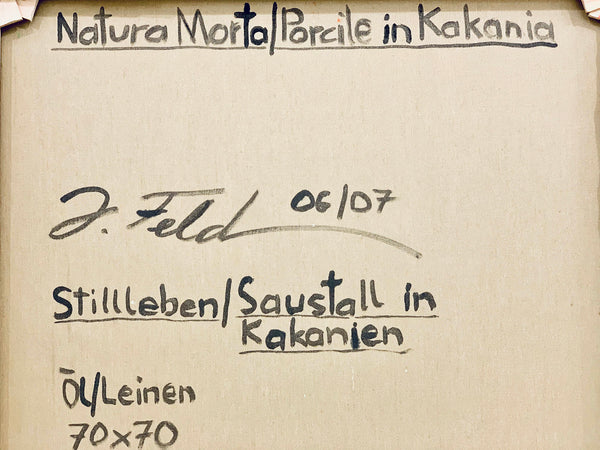 Natura Morta/Porcile in Kakania
J. Feld 06/07
Stillleben/Saustall in
Kakanien
Öl/Leinen
70x70